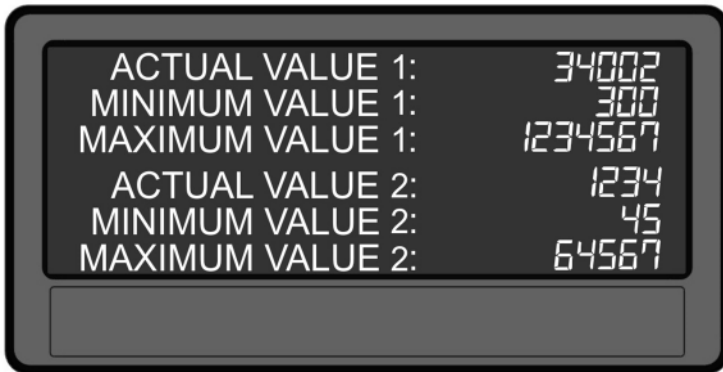 ACTUAL VALUE 1: 34002
MINIMUM VALUE 1: 300
MAXIMUM VALUE 1: 1234567
ACTUAL VALUE 2: 1234
MINIMUM VALUE 2: 45
MAXIMUM VALUE 2: 64567